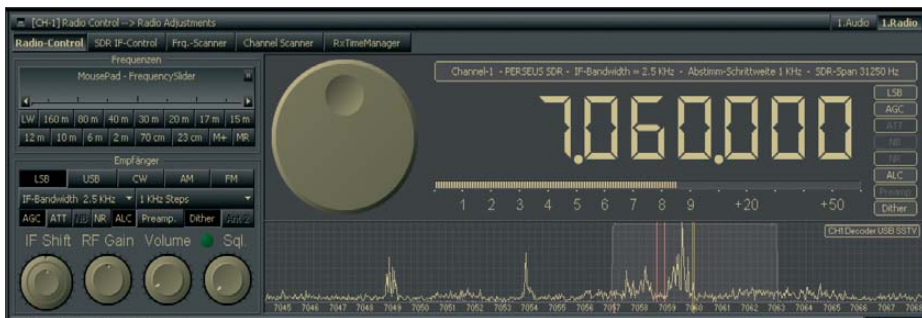 [CH-1] Radio Control --> Radio Adjustments
1.Audio 1.Radio
Radio-Control SDR IF-Control Frq.-Scanner Channel Scanner RxTimeManager
Frequenzen
MousePad - FrequencySlider
LW 160 m 80 m 40 m 30 m 20 m 17 m 15 m
12 m 10 m 6 m 2 m 70 cm 23 cm M+ MR
Empfänger
LSB USB CW AM FM
IF-Bandwidth 2.5 KHz 1 KHz Steps
AGC ATT NB NR ALC Preamp. Dither
IF Shift RF Gain Volume Sql.
Channel-1 - PERSEUS SDR - IF-Bandwidth = 2.5 KHz - Abstimm-Schrittweite 1 KHz - SDR-Span 31250 Hz
7.060.000
LSB
AGC
ATT
NB
NR
ALC
Preamp
Dither
1 2 3 4 5 6 7 8 9 +20 +40 +60
CH1:Decoder USB SSTV
7045 7046 7047 7048 7049 7050 7051 7052 7053 7054 7055 7056 7057 7058 7059 7060 7061 7062 7063 7064 7065 7066 7067 7068